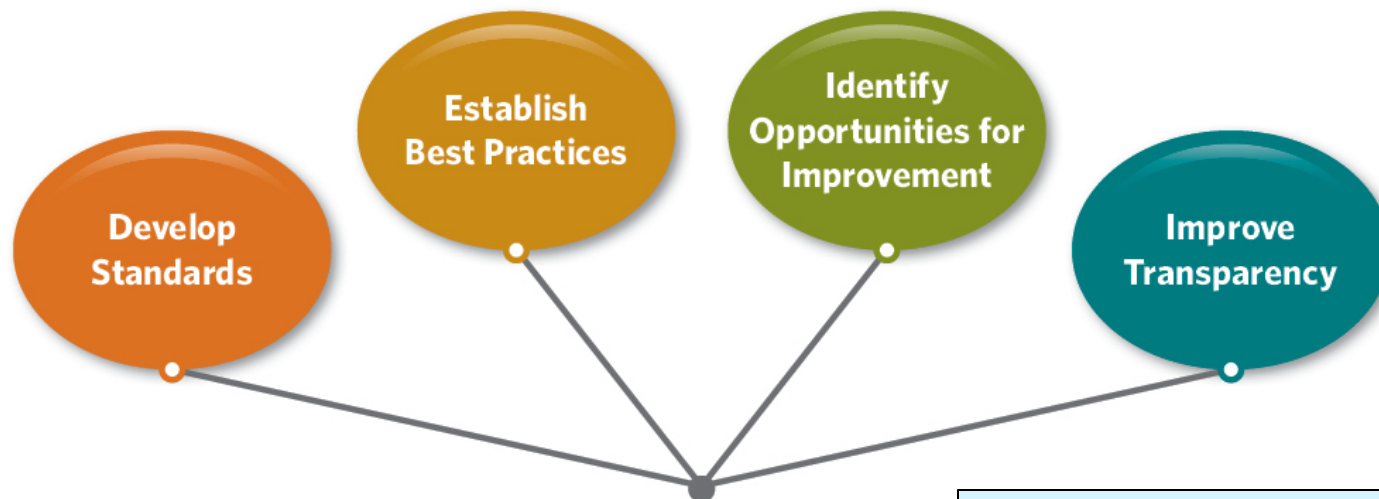 Develop
Standards
Establish
Best Practices
Identify
Opportunities for
Improvement
Improve
Transparency